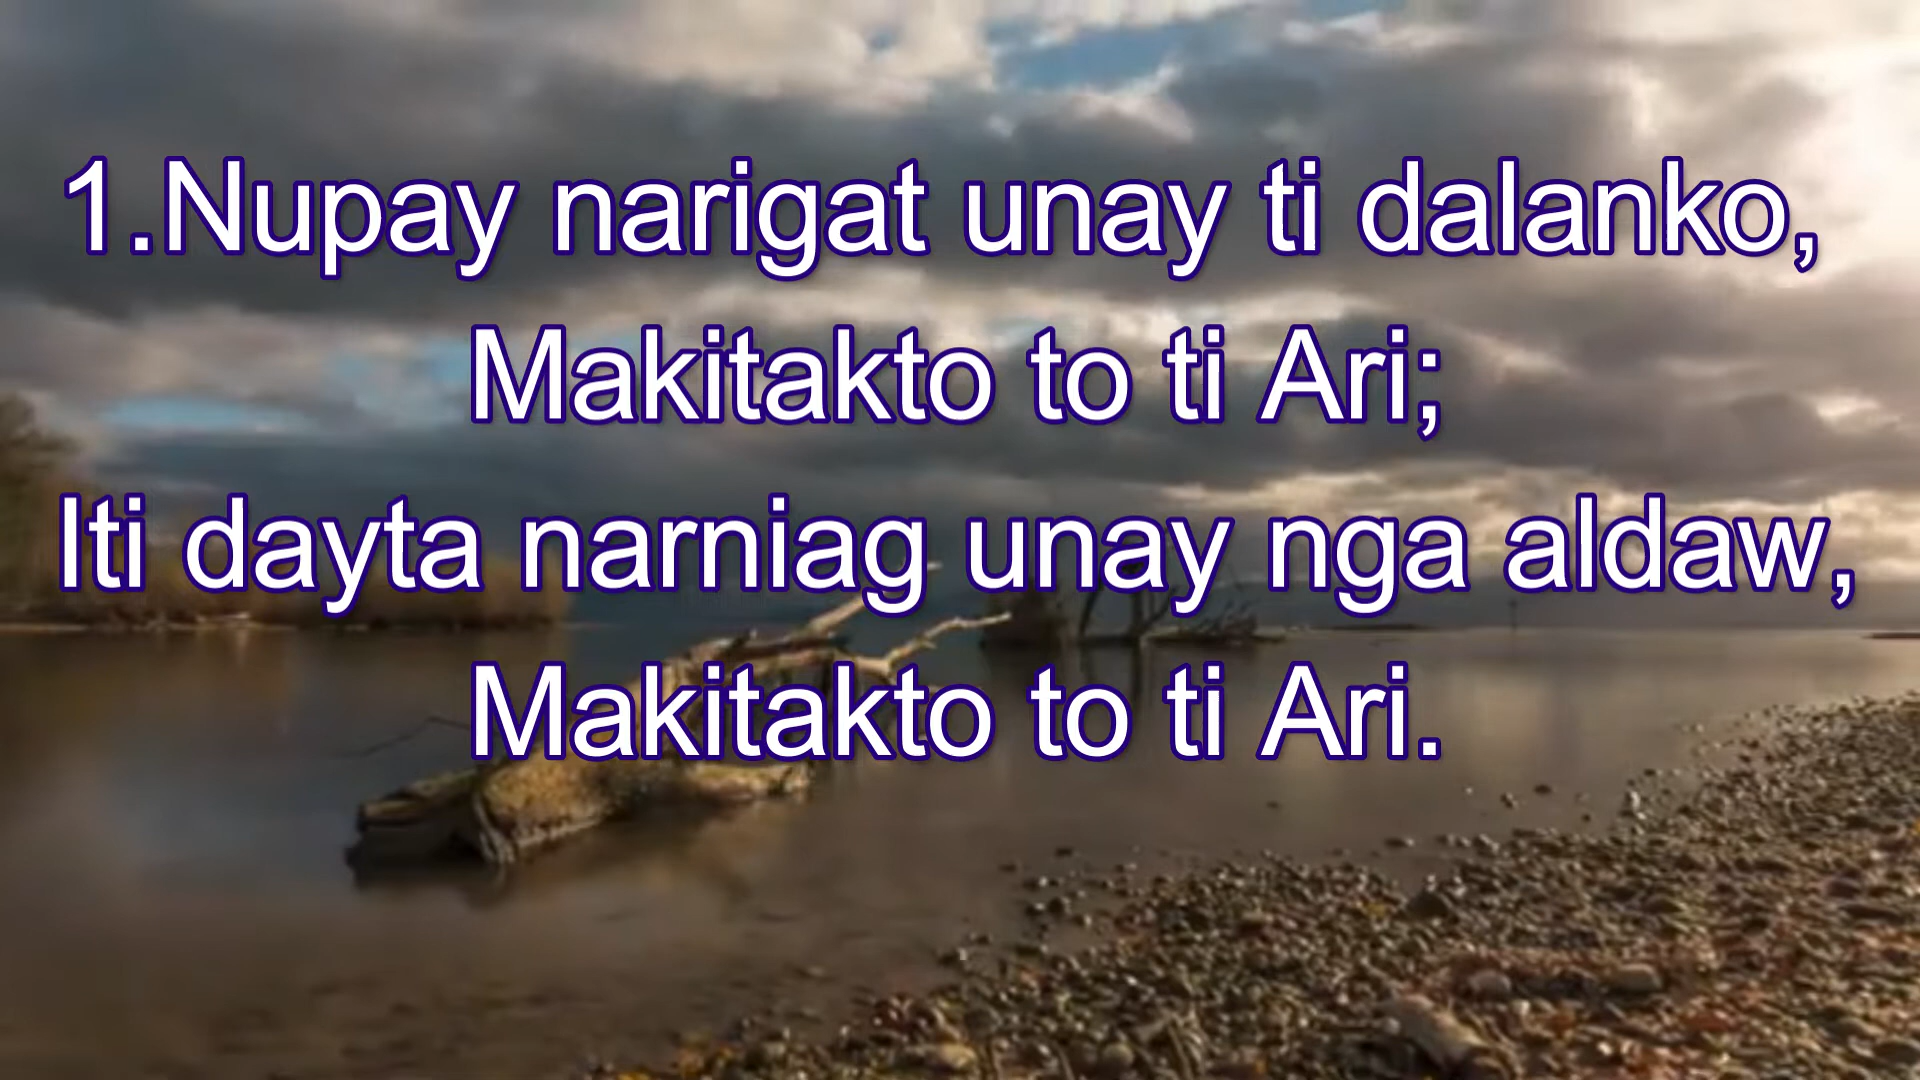 1.Nupay narigat unay ti dalanko,
Makitakto to ti Ari;
Iti dayta narniag unay nga aldaw,
Makitakto to ti Ari.